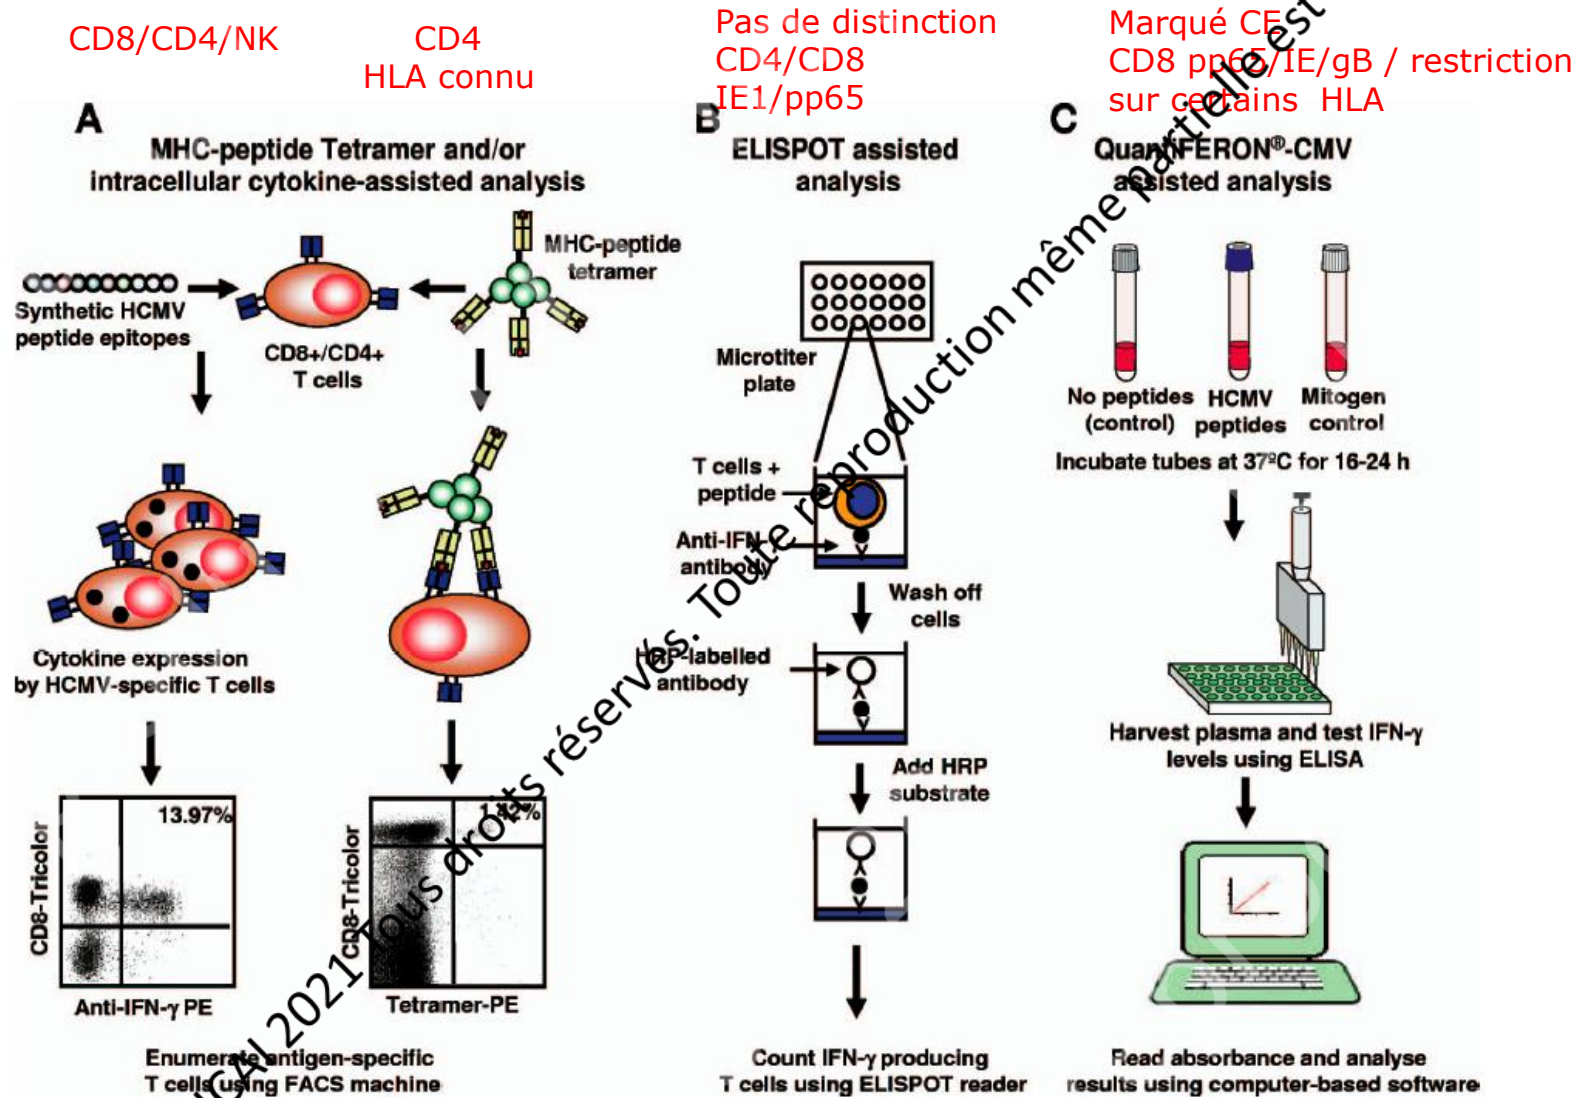 CD8/CD4/NK
CD4
HLA connu
Pas de distinction
CD4/CD8
IE1/pp65
Marqué CE
CD8 pp65/IE/gB / restriction
sur certains HLA
A
MHC-peptide Tetramer and/or
intracellular cytokine-assisted analysis
MHC-peptide
tetramer
Synthetic HCMV
peptide epitopes
CD8+/CD4+
T cells
Cytokine expression
by HCMV-specific T cells
13.97%
CD8-Tricolor
Anti-IFN-γ PE
1.42%
CD8-Tricolor
Tetramer-PE
Enumerate antigen-specific
T cells using FACS machine
B
ELISPOT assisted
analysis
Microtiter
plate
T cells +
peptide
Anti-IFN-
antibody
Wash off
cells
HRP-labelled
antibody
Add HRP
substrate
Count IFN-γ producing
T cells using ELISPOT reader
C
QuantiFERON®-CMV
assisted analysis
No peptides
(control)
HCMV
peptides
Mitogen
control
Incubate tubes at 37ºC for 16-24 h
Harvest plasma and test IFN-γ
levels using ELISA
Read absorbance and analyse
results using computer-based software
2021 Tous droits réservés. Toute reproduction même partielle est